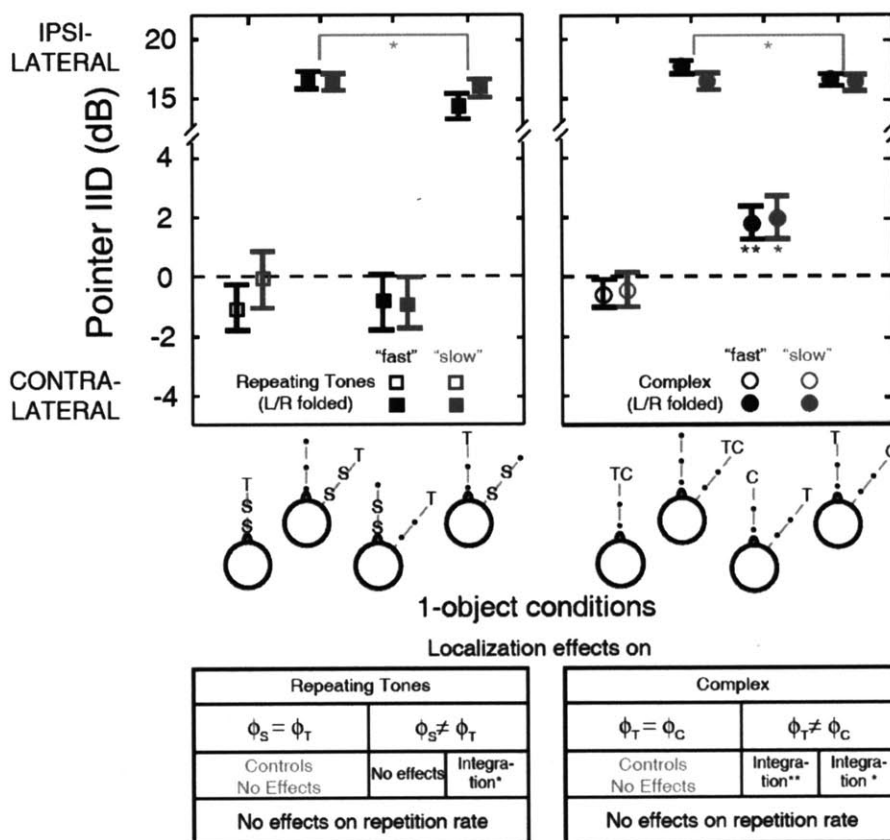 IPSI-
LATERAL
Pointer IID (dB)
CONTRA-
LATERAL
20
15
4
2
0
-2
-4
*
"fast" "slow"
Repeating Tones
(L/R folded)
*
** *
"fast" "slow"
Complex
(L/R folded)
T
S
S
T
S
S
S
S
T
T
S
S
TC
TC
C
T
T
C
1-object conditions
Localization effects on
Repeating Tones
ϕS = ϕT ϕS ≠ ϕT
Controls
No Effects
No effects
Integra-
tion*
No effects on repetition rate
Complex
ϕT = ϕC ϕT ≠ ϕC
Controls
No Effects
Integra-
tion**
Integra-
tion *
No effects on repetition rate